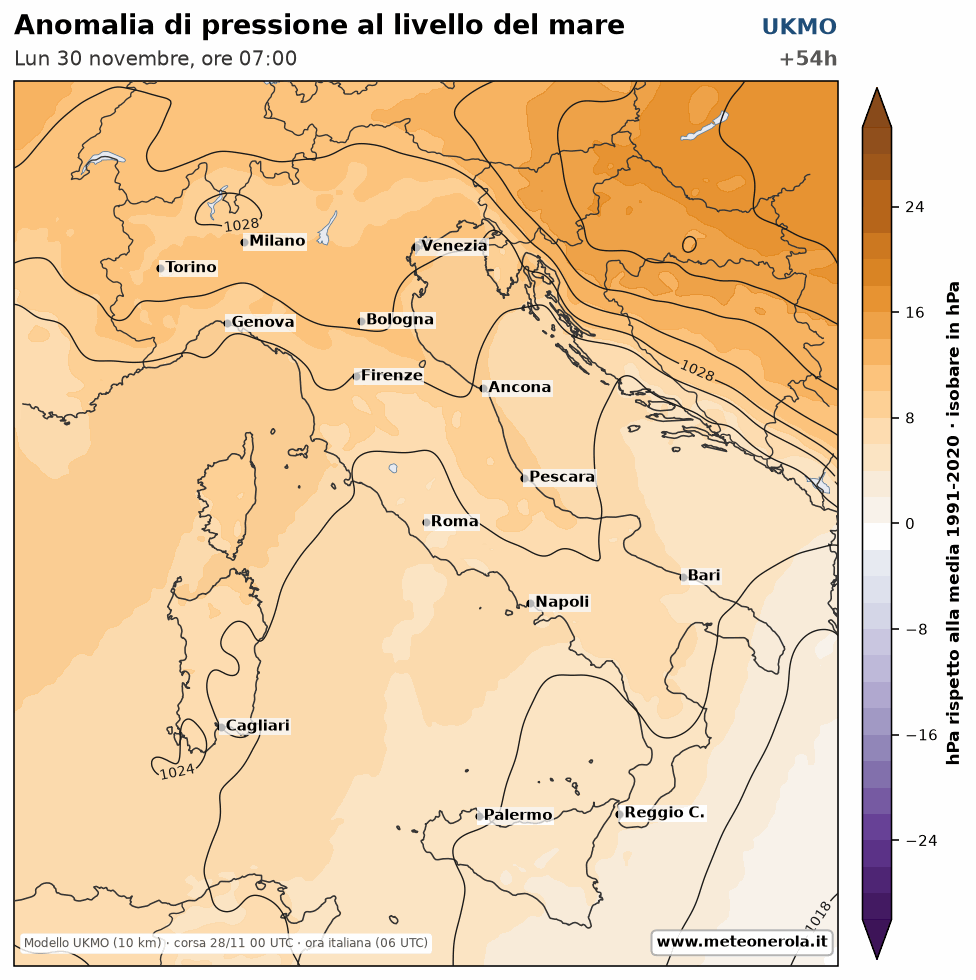 Anomalia di pressione al livello del mare
UKMO
Lun 30 novembre, ore 07:00
+54h
1028
Milano
Venezia
Torino
Genova
Bologna
1028
Firenze
Ancona
Pescara
Roma
Bari
Napoli
Cagliari
1024
Palermo
Reggio C.
1018
Modello UKMO (10 km) · corsa 28/11 00 UTC · ora italiana (06 UTC)
www.meteonerola.it
24
16
8
0
−8
−16
−24
hPa rispetto alla media 1991-2020 · isobare in hPa